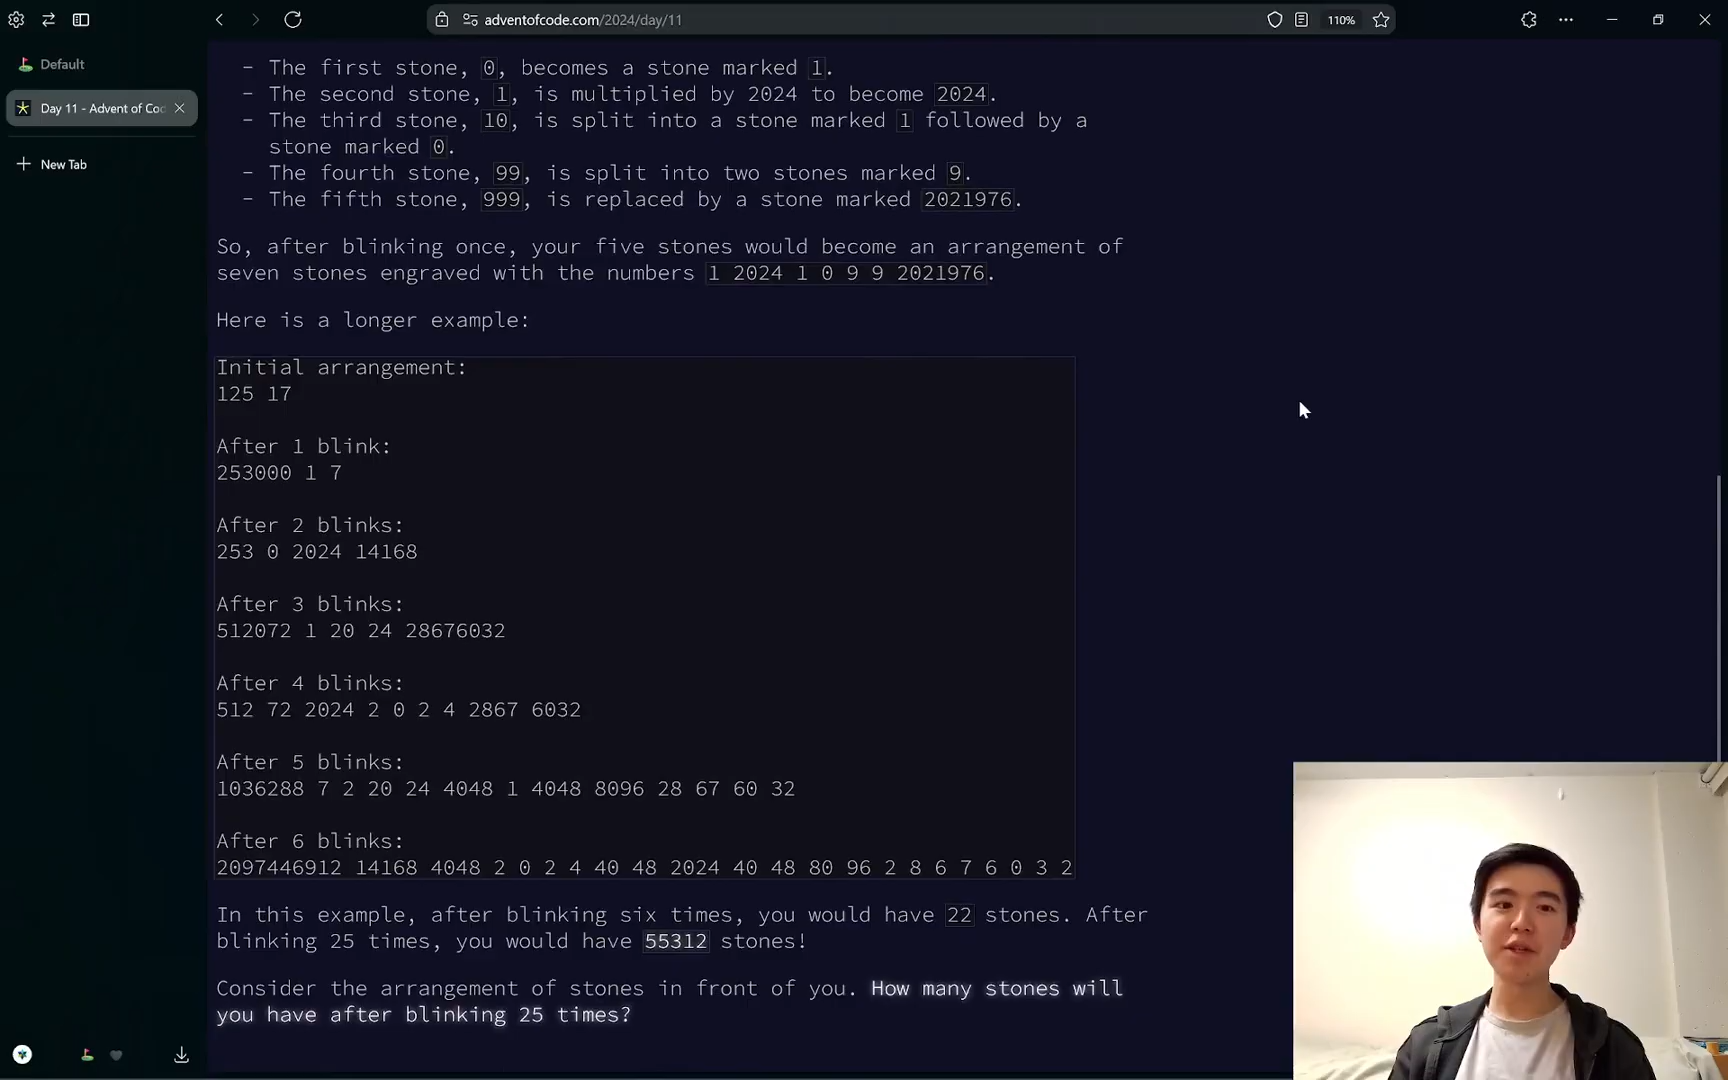 adventofcode.com/2024/day/11
110%
Default
Day 11 - Advent of Coc
New Tab
- The first stone, 0, becomes a stone marked 1.
- The second stone, 1, is multiplied by 2024 to become 2024.
- The third stone, 10, is split into a stone marked 1 followed by a
stone marked 0.
- The fourth stone, 99, is split into two stones marked 9.
- The fifth stone, 999, is replaced by a stone marked 2021976.
So, after blinking once, your five stones would become an arrangement of
seven stones engraved with the numbers 1 2024 1 0 9 9 2021976.
Here is a longer example:
Initial arrangement:
125 17
After 1 blink:
253000 1 7
After 2 blinks:
253 0 2024 14168
After 3 blinks:
512072 1 20 24 28676032
After 4 blinks:
512 72 2024 2 0 2 4 2867 6032
After 5 blinks:
1036288 7 2 20 24 4048 1 4048 8096 28 67 60 32
After 6 blinks:
2097446912 14168 4048 2 0 2 4 40 48 2024 40 48 80 96 2 8 6 7 6 0 3 2
In this example, after blinking six times, you would have 22 stones. After
blinking 25 times, you would have 55312 stones!
Consider the arrangement of stones in front of you. How many stones will
you have after blinking 25 times?